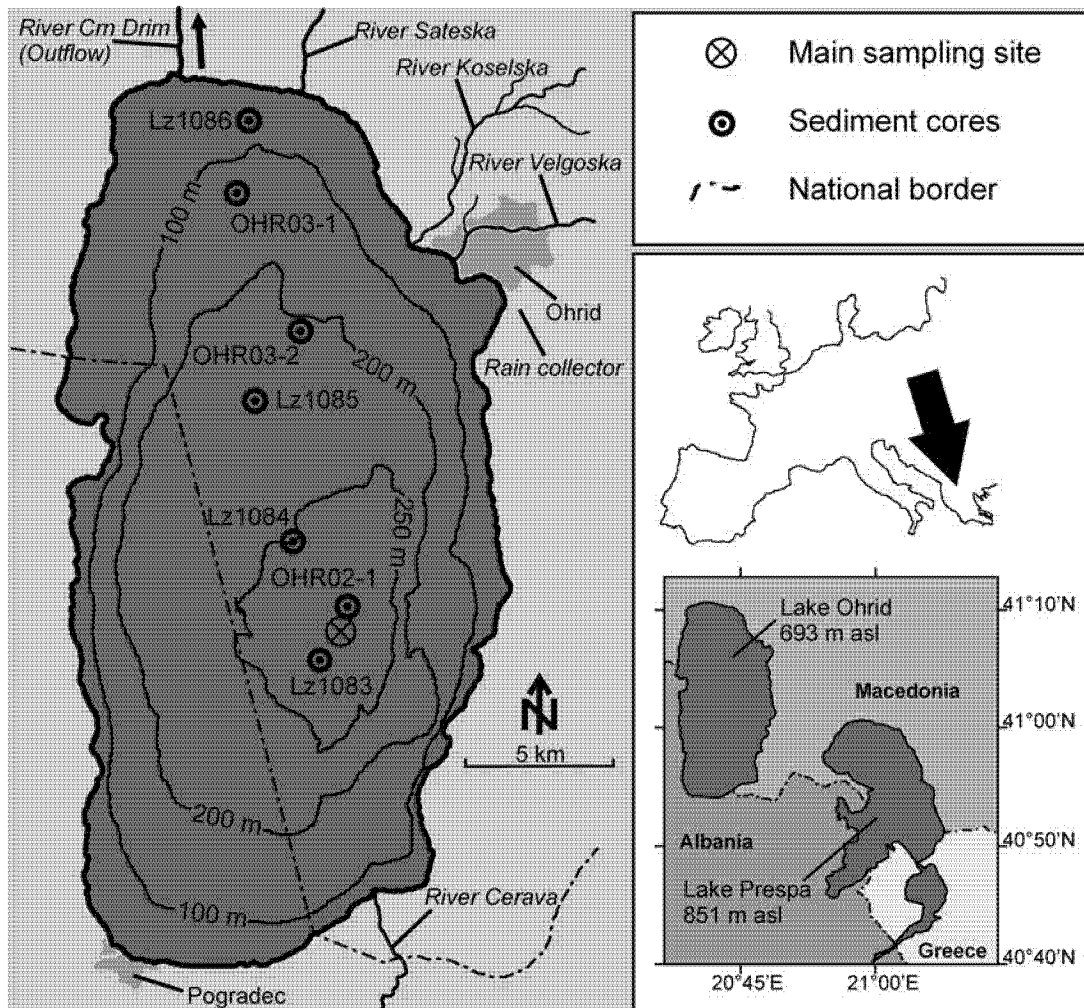 River Crn Drim
(Outflow)
River Sateska
River Koselska
River Velgoska
Lz1086
100 m
OHR03-1
Ohrid
Rain collector
OHR03-2
200 m
Lz1085
Lz1084
250 m
OHR02-1
Lz1083
N
5 km
200 m
100 m
River Cerava
Pogradec
Main sampling site
Sediment cores
National border
Lake Ohrid
693 m asl
Macedonia
Albania
Lake Prespa
851 m asl
Greece
41°10'N
41°00'N
40°50'N
40°40'N
20°45'E
21°00'E